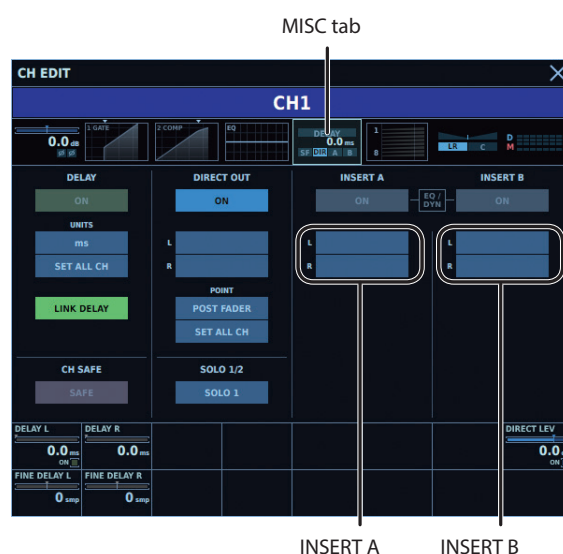 MISC tab
CH EDIT
CH1
0.0 dB
1 GATE
2 COMP
EQ
DELAY
0.0 ms
SF DIR A B
1
8
LR C
D
M
DELAY
DIRECT OUT
INSERT A
INSERT B
ON
ON
ON
EQ /
DYN
ON
UNITS
ms
SET ALL CH
L
R
L
R
L
R
LINK DELAY
POINT
POST FADER
SET ALL CH
CH SAFE
SOLO 1/2
SAFE
SOLO 1
DELAY L
DELAY R
DIRECT LEV
0.0 ms
0.0 ms
0.0
ON
ON
FINE DELAY L
FINE DELAY R
0 smp
0 smp
INSERT A
INSERT B